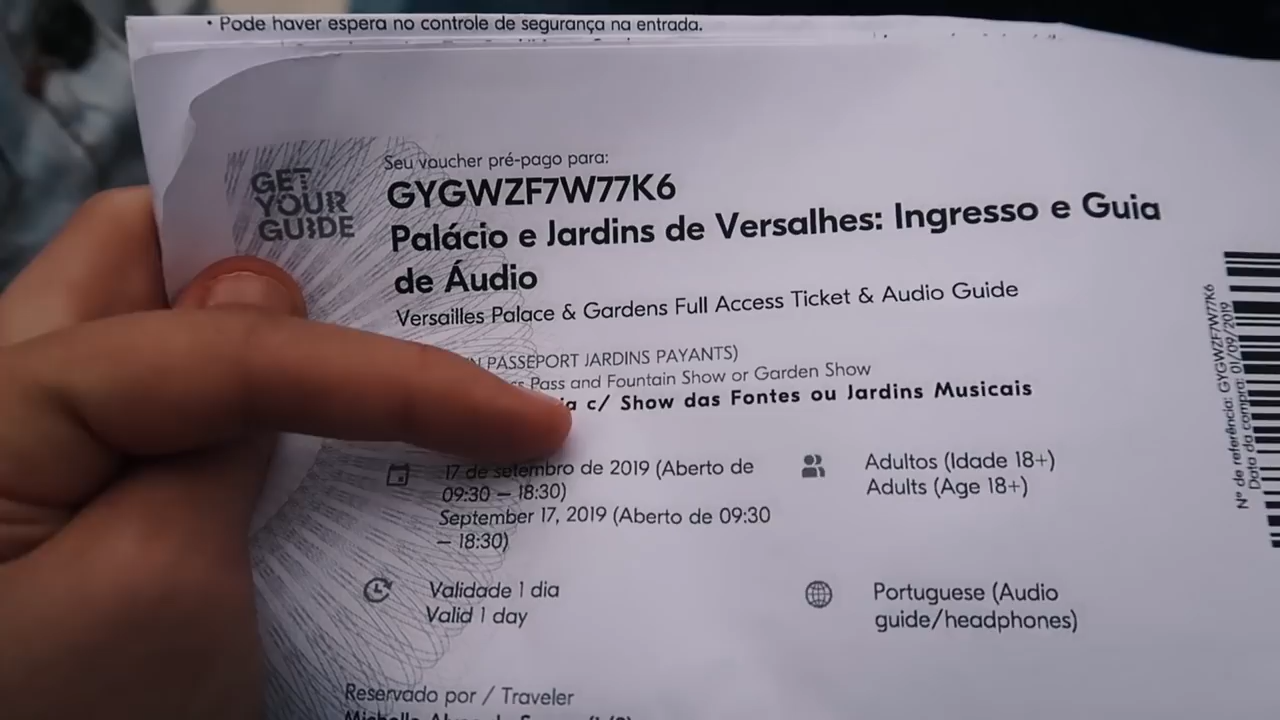 • Pode haver espera no controle de segurança na entrada.
GET
YOUR
GUIDE
Seu voucher pré-pago para:
GYGWZF7W77K6
Palácio e Jardins de Versalhes: Ingresso e Guia
de Áudio
Versailles Palace & Gardens Full Access Ticket & Audio Guide
PASSEPORT JARDINS PAYANTS)
Pass and Fountain Show or Garden Show
c/ Show das Fontes ou Jardins Musicais
17 de setembro de 2019 (Aberto de
09:30 – 18:30)
September 17, 2019 (Aberto de 09:30
– 18:30)
Adultos (Idade 18+)
Adults (Age 18+)
Validade 1 dia
Valid 1 day
Portuguese (Audio
guide/headphones)
Reservado por / Traveler
Nº de referência: GYGWZF7W77K6
Data da compra: 01/09/2019